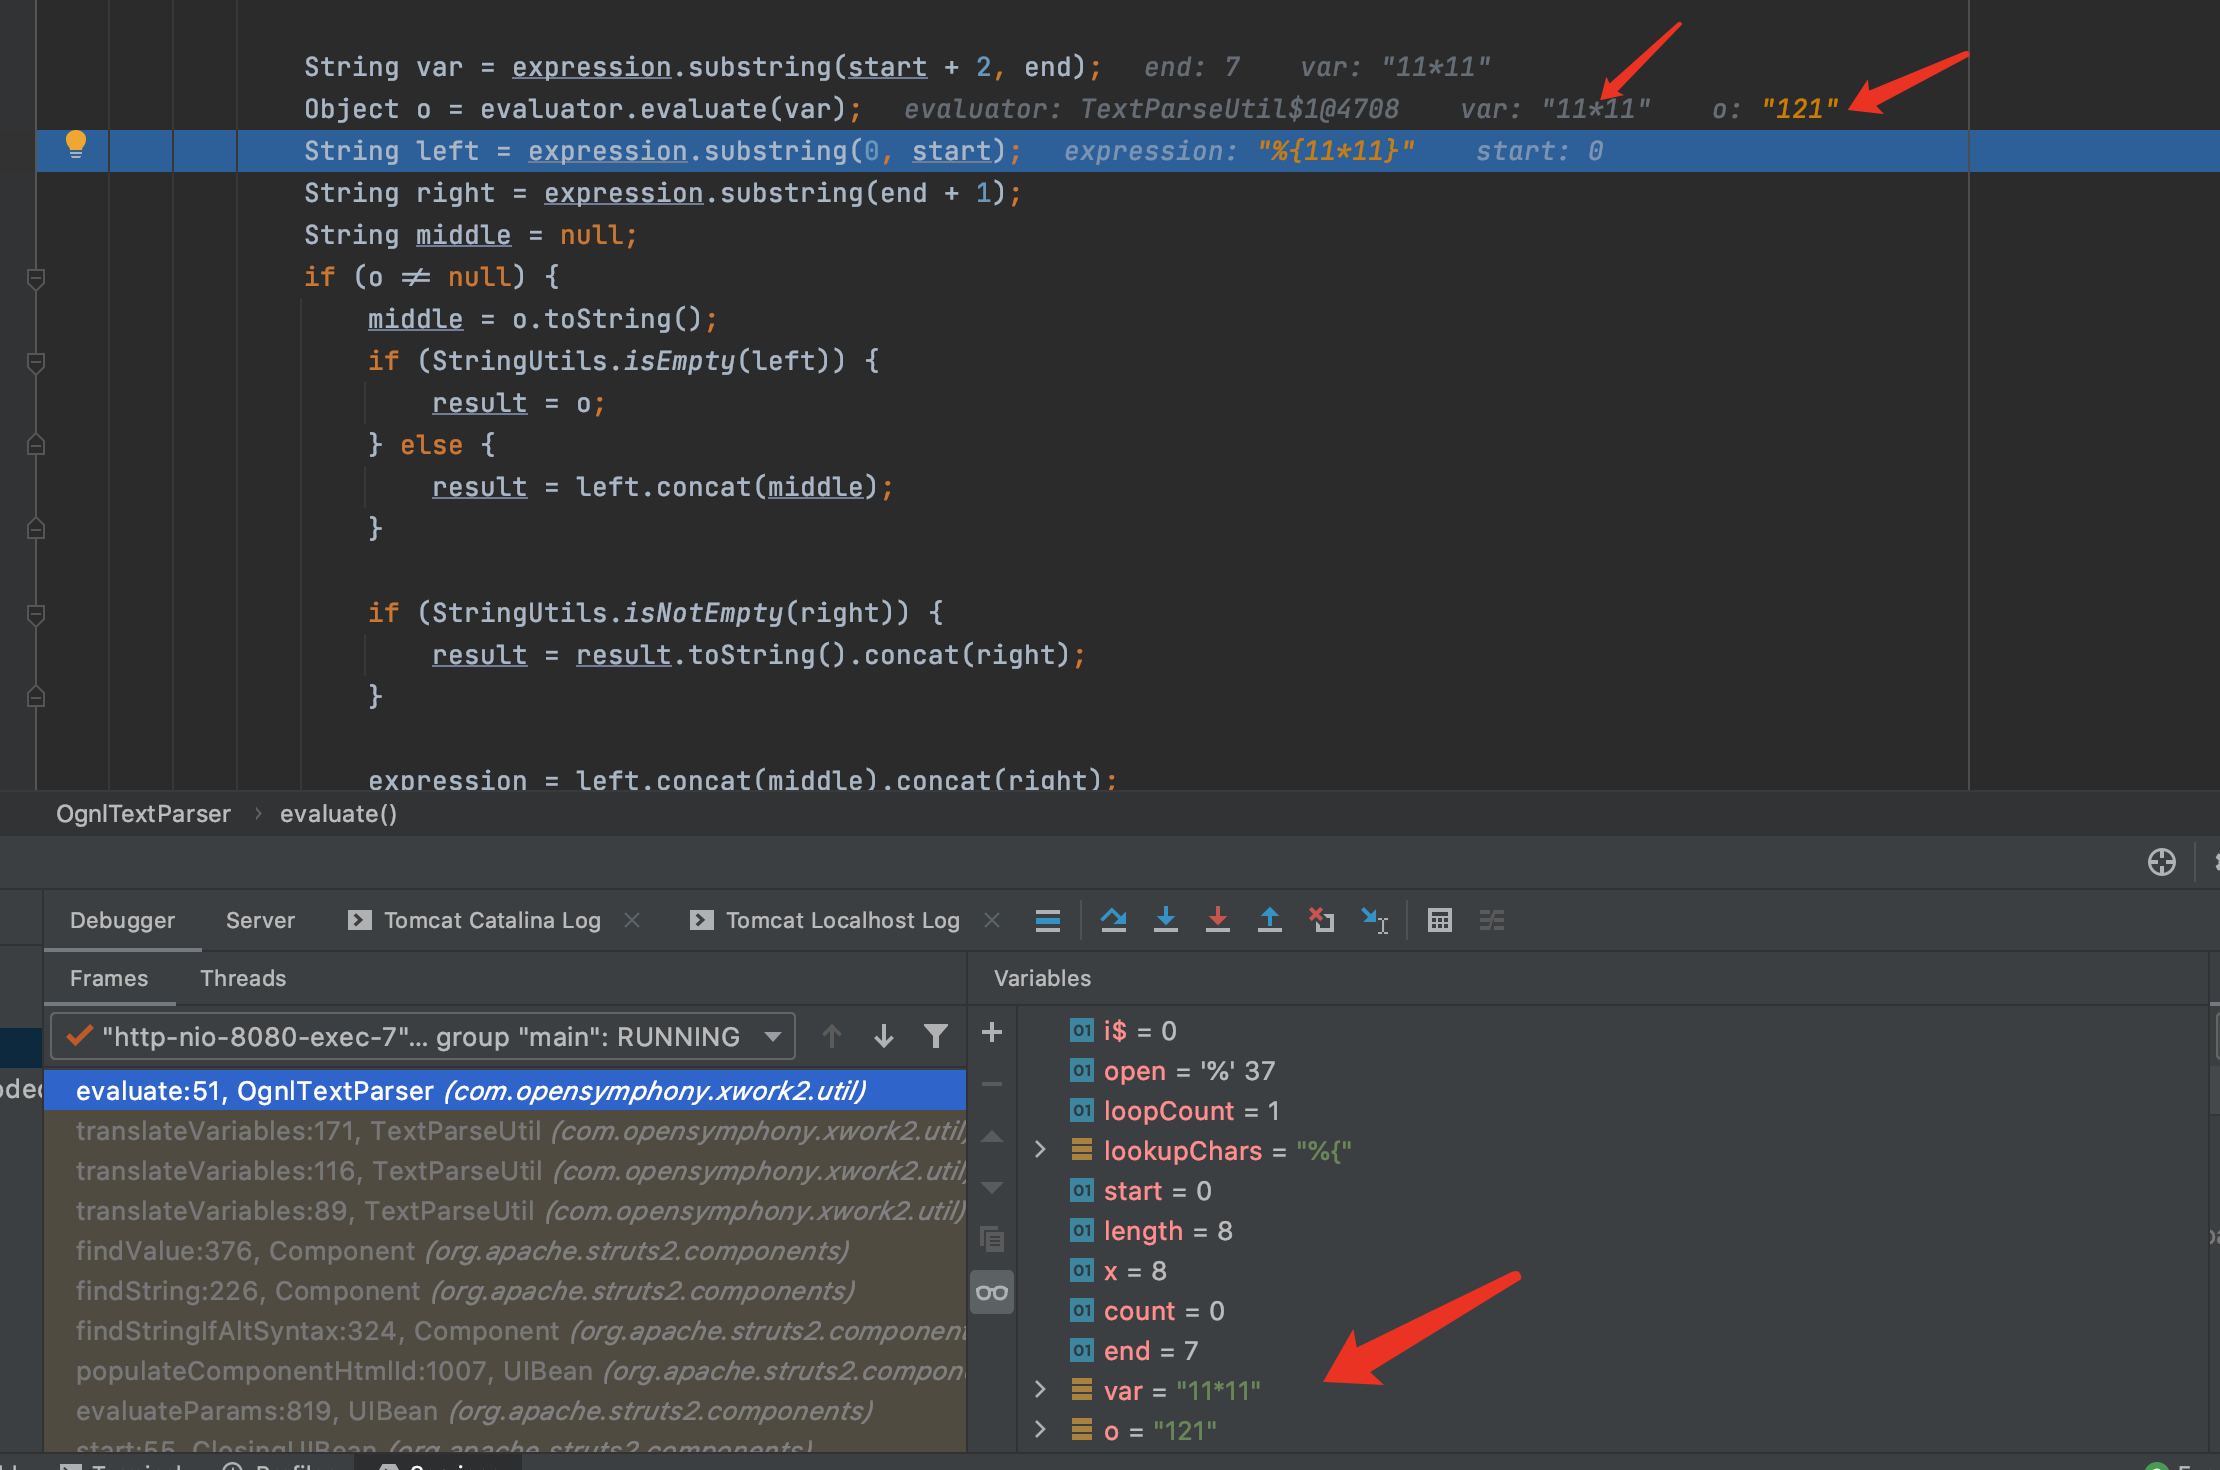 String var = expression.substring(start + 2, end); end: 7 var: "11*11"
Object o = evaluator.evaluate(var); evaluator: TextParseUtil$1@4708 var: "11*11" o: "121"
String left = expression.substring(0, start); expression: "%{11*11}" start: 0
String right = expression.substring(end + 1);
String middle = null;
if (o ≠ null) {
middle = o.toString();
if (StringUtils.isEmpty(left)) {
result = o;
} else {
result = left.concat(middle);
}
if (StringUtils.isNotEmpty(right)) {
result = result.toString().concat(right);
}
expression = left.concat(middle).concat(right);
OgnlTextParser › evaluate()
Debugger Server Tomcat Catalina Log Tomcat Localhost Log
Frames Threads
"http-nio-8080-exec-7"... group "main": RUNNING
evaluate:51, OgnlTextParser (com.opensymphony.xwork2.util)
translateVariables:171, TextParseUtil (com.opensymphony.xwork2.util)
translateVariables:116, TextParseUtil (com.opensymphony.xwork2.util)
translateVariables:89, TextParseUtil (com.opensymphony.xwork2.util)
findValue:376, Component (org.apache.struts2.components)
findString:226, Component (org.apache.struts2.components)
findStringIfAltSyntax:324, Component (org.apache.struts2.component
populateComponentHtmlId:1007, UIBean (org.apache.struts2.compon
evaluateParams:819, UIBean (org.apache.struts2.components)
start:55, ClosingUIBean (org.apache.struts2.components)
Variables
i$ = 0
open = '%' 37
loopCount = 1
lookupChars = "%{"
start = 0
length = 8
x = 8
count = 0
end = 7
var = "11*11"
o = "121"